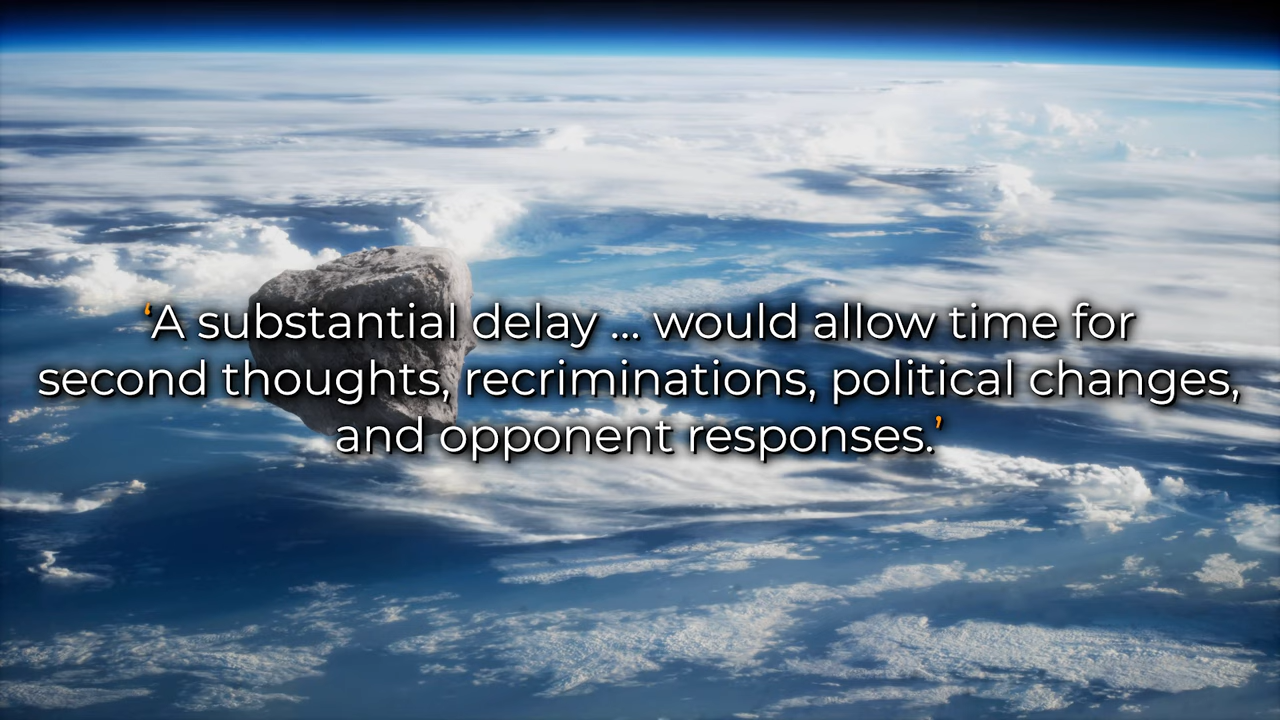 ‘A substantial delay ... would allow time for
second thoughts, recriminations, political changes,
and opponent responses.’